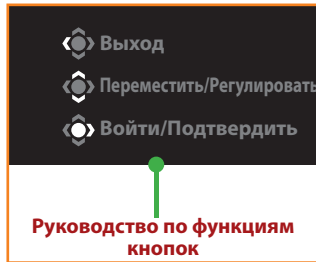 Выход
Переместить/Регулировать
Войти/Подтвердить
Руководство по функциям
кнопок